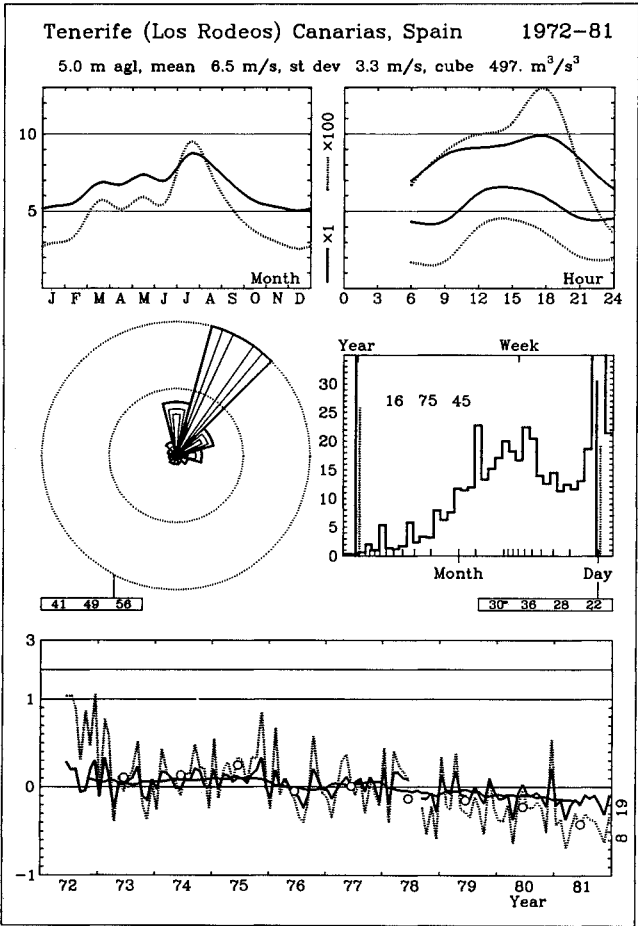 Tenerife (Los Rodeos) Canarias, Spain 1972-81
5.0 m agl, mean 6.5 m/s, st dev 3.3 m/s, cube 497. m³/s³
10
5
J F M A M J J A S O N D
Month
×1 ×100
0 3 6 9 12 15 18 21 24
Hour
Year Week
35
30
25
20
15
10
5
0
16 75 45
Month Day
41 49 56
30 36 28 22
3
1
0
-1
72 73 74 75 76 77 78 79 80 81
Year
8 19